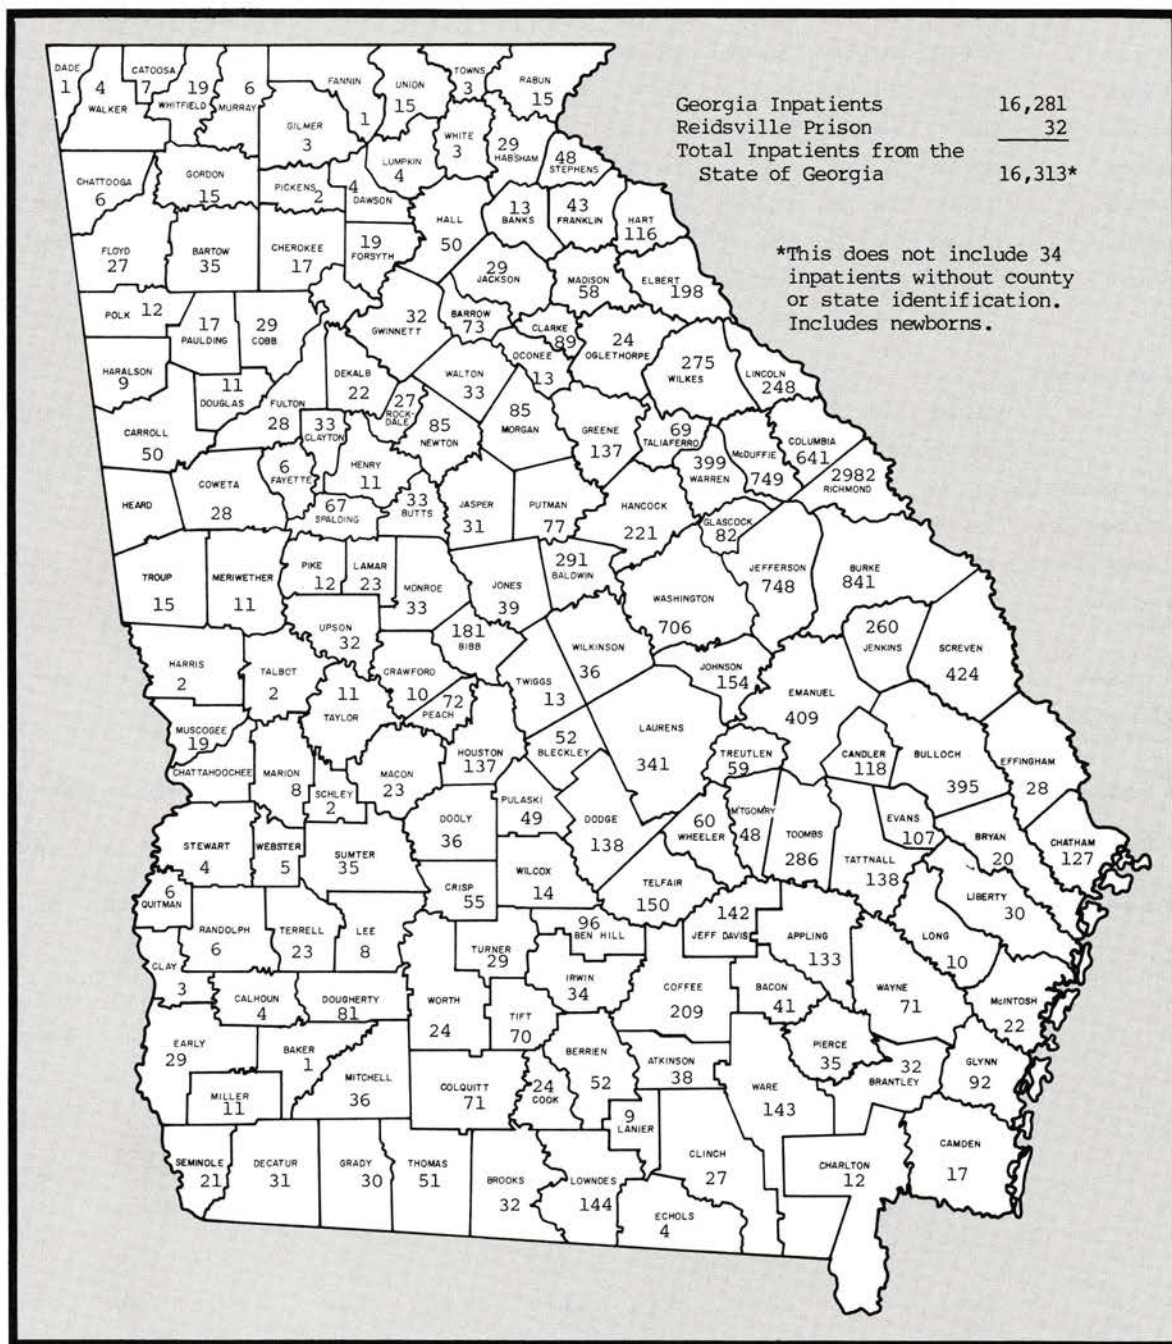 DADE
1
4
WALKER
CATOOSA
7
19
WHITFIELD
6
MURRAY
FANNIN
1
GILMER
3
UNION
15
TOWNS
3
RABUN
15
Georgia Inpatients 16,281
Reidsville Prison 32
Total Inpatients from the
State of Georgia 16,313*
*This does not include 34
inpatients without county
or state identification.
Includes newborns.
WHITE
3
29
HABSHAM
48
STEPHENS
LUMPKIN
4
CHATTOOGA
6
GORDON
15
PICKENS
2
4
DAWSON
HALL
50
13
BANKS
43
FRANKLIN
HART
116
FLOYD
27
BARTOW
35
CHEROKEE
17
19
FORSYTH
29
JACKSON
MADISON
58
ELBERT
198
POLK 12
17
PAULDING
29
COBB
32
GWINNETT
BARROW
73
CLARKE
89
OCONEE
13
24
OGLETHORPE
275
WILKES
LINCOLN
248
HARALSON
9
11
DOUGLAS
FULTON
28
DEKALB
22
27
ROCK-
DALE
WALTON
33
85
NEWTON
85
MORGAN
GREENE
137
69
TALIAFERRO
399
WARREN
McDUFFIE
749
COLUMBIA
641
2982
RICHMOND
CARROLL
50
33
CLAYTON
6
FAYETTE
HENRY
11
HEARD
COWETA
28
67
SPALDING
33
BUTTS
JASPER
31
PUTMAN
77
HANCOCK
221
GLASCOCK
82
JEFFERSON
748
BURKE
841
TROUP
15
MERIWETHER
11
PIKE
12
LAMAR
23
MONROE
33
JONES
39
291
BALDWIN
WASHINGTON
706
260
JENKINS
SCREVEN
424
UPSON
32
181
BIBB
WILKINSON
36
JOHNSON
154
EMANUEL
409
HARRIS
2
TALBOT
2
11
TAYLOR
CRAWFORD
10
72
PEACH
TWIGGS
13
LAURENS
341
MUSCOGEE
19
CHATTAHOOCHEE
MARION
8
SCHLEY
2
MACON
23
HOUSTON
137
52
BLECKLEY
TREUTLEN
59
CANDLER
118
BULLOCH
395
EFFINGHAM
28
STEWART
4
WEBSTER
5
SUMTER
35
DOOLY
36
PULASKI
49
DODGE
138
60
WHEELER
M'TGOMRY
48
TOOMBS
286
TATTNALL
138
EVANS
107
BRYAN
20
CHATHAM
127
6
QUITMAN
CRISP
55
WILCOX
14
TELFAIR
150
LIBERTY
30
RANDOLPH
6
TERRELL
23
LEE
8
TURNER
29
96
BEN HILL
142
JEFF DAVIS
APPLING
133
LONG
10
CLAY
3
CALHOUN
4
DOUGHERTY
81
WORTH
24
IRWIN
34
COFFEE
209
BACON
41
WAYNE
71
McINTOSH
22
EARLY
29
BAKER
1
TIFT
70
PIERCE
35
32
BRANTLEY
GLYNN
92
MILLER
11
MITCHELL
36
COLQUITT
71
24
COOK
BERRIEN
52
ATKINSON
38
WARE
143
9
LANIER
CLINCH
27
CHARLTON
12
CAMDEN
17
SEMINOLE
21
DECATUR
31
GRADY
30
THOMAS
51
BROOKS
32
LOWNDES
144
ECHOLS
4